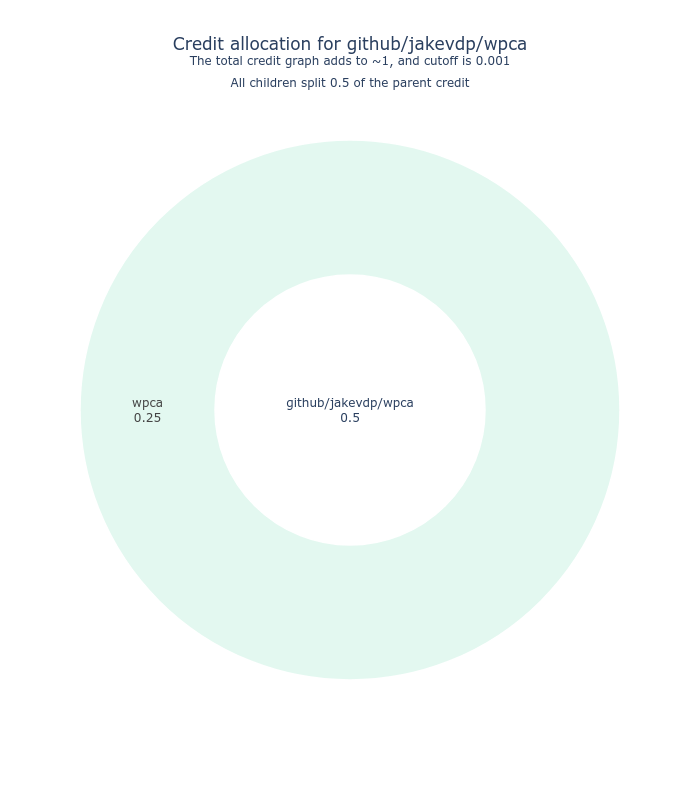 Credit allocation for github/jakevdp/wpca
The total credit graph adds to ~1, and cutoff is 0.001
All children split 0.5 of the parent credit
wpca
0.25
github/jakevdp/wpca
0.5